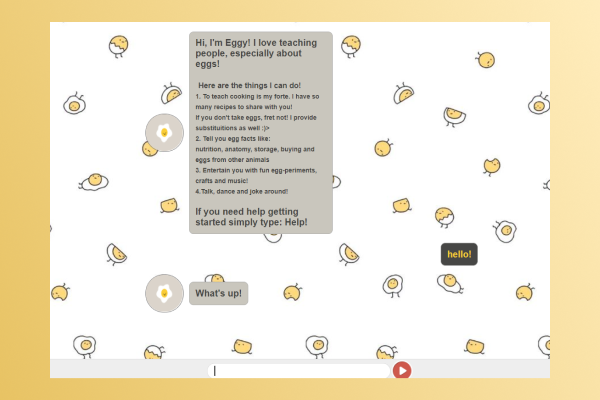 Hi, I'm Eggy! I love teaching
people, especially about
eggs!
Here are the things I can do!
1. To teach cooking is my forte. I have so
many recipes to share with you!
If you don't take eggs, fret not! I provide
substitutions as well :)>
2. Tell you egg facts like:
nutrition, anatomy, storage, buying and
eggs from other animals
3. Entertain you with fun egg-periments,
crafts and music!
4.Talk, dance and joke around!
If you need help getting
started simply type: Help!
hello!
What's up!